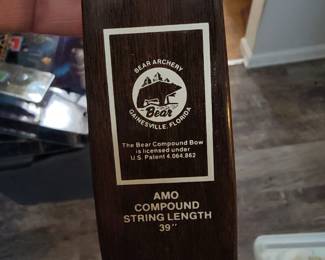 BEAR ARCHERY
Bear
GAINESVILLE, FLORIDA
The Bear Compound Bow
is licensed under
U.S. Patent 4,064,862
AMO
COMPOUND
STRING LENGTH
39"